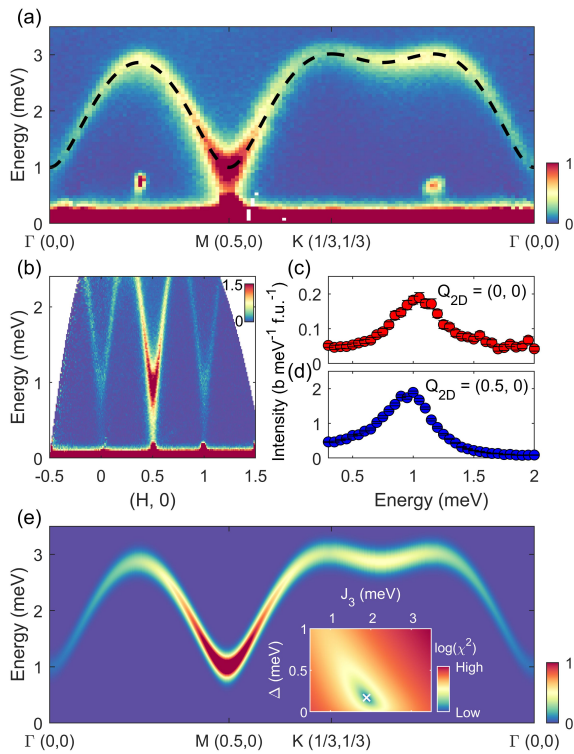 (a)
Energy (meV)
3
2
1
0
1
0
Γ (0,0)
M (0.5,0)
K (1/3,1/3)
Γ (0,0)
(b)
Energy (meV)
2
1
0
1.5
0
-0.5
0
0.5
1
1.5
(H, 0)
(c)
Q2D = (0, 0)
0.2
0.1
0
(d)
Q2D = (0.5, 0)
2
1
0
Intensity (b meV⁻¹ f.u.⁻¹)
1
2
Energy (meV)
(e)
Energy (meV)
3
2
1
0
J₃ (meV)
1
2
3
Δ (meV)
1
0.5
0
log(χ²)
High
Low
1
0
Γ (0,0)
M (0.5,0)
K (1/3,1/3)
Γ (0,0)